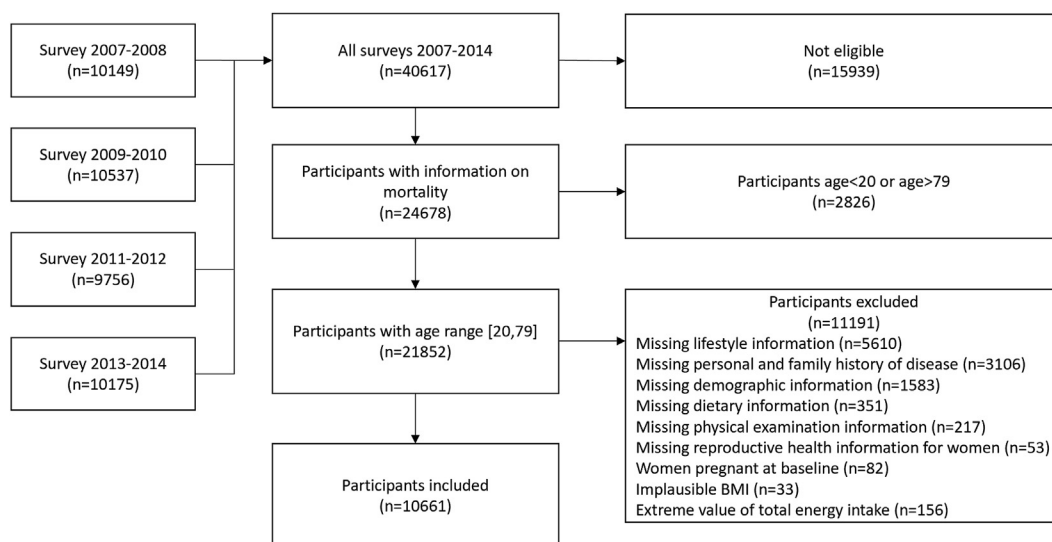 Survey 2007-2008
(n=10149)
Survey 2009-2010
(n=10537)
Survey 2011-2012
(n=9756)
Survey 2013-2014
(n=10175)
All surveys 2007-2014
(n=40617)
Not eligible
(n=15939)
Participants with information on
mortality
(n=24678)
Participants age<20 or age>79
(n=2826)
Participants with age range [20,79]
(n=21852)
Participants excluded
(n=11191)
Missing lifestyle information (n=5610)
Missing personal and family history of disease (n=3106)
Missing demographic information (n=1583)
Missing dietary information (n=351)
Missing physical examination information (n=217)
Missing reproductive health information for women (n=53)
Women pregnant at baseline (n=82)
Implausible BMI (n=33)
Extreme value of total energy intake (n=156)
Participants included
(n=10661)